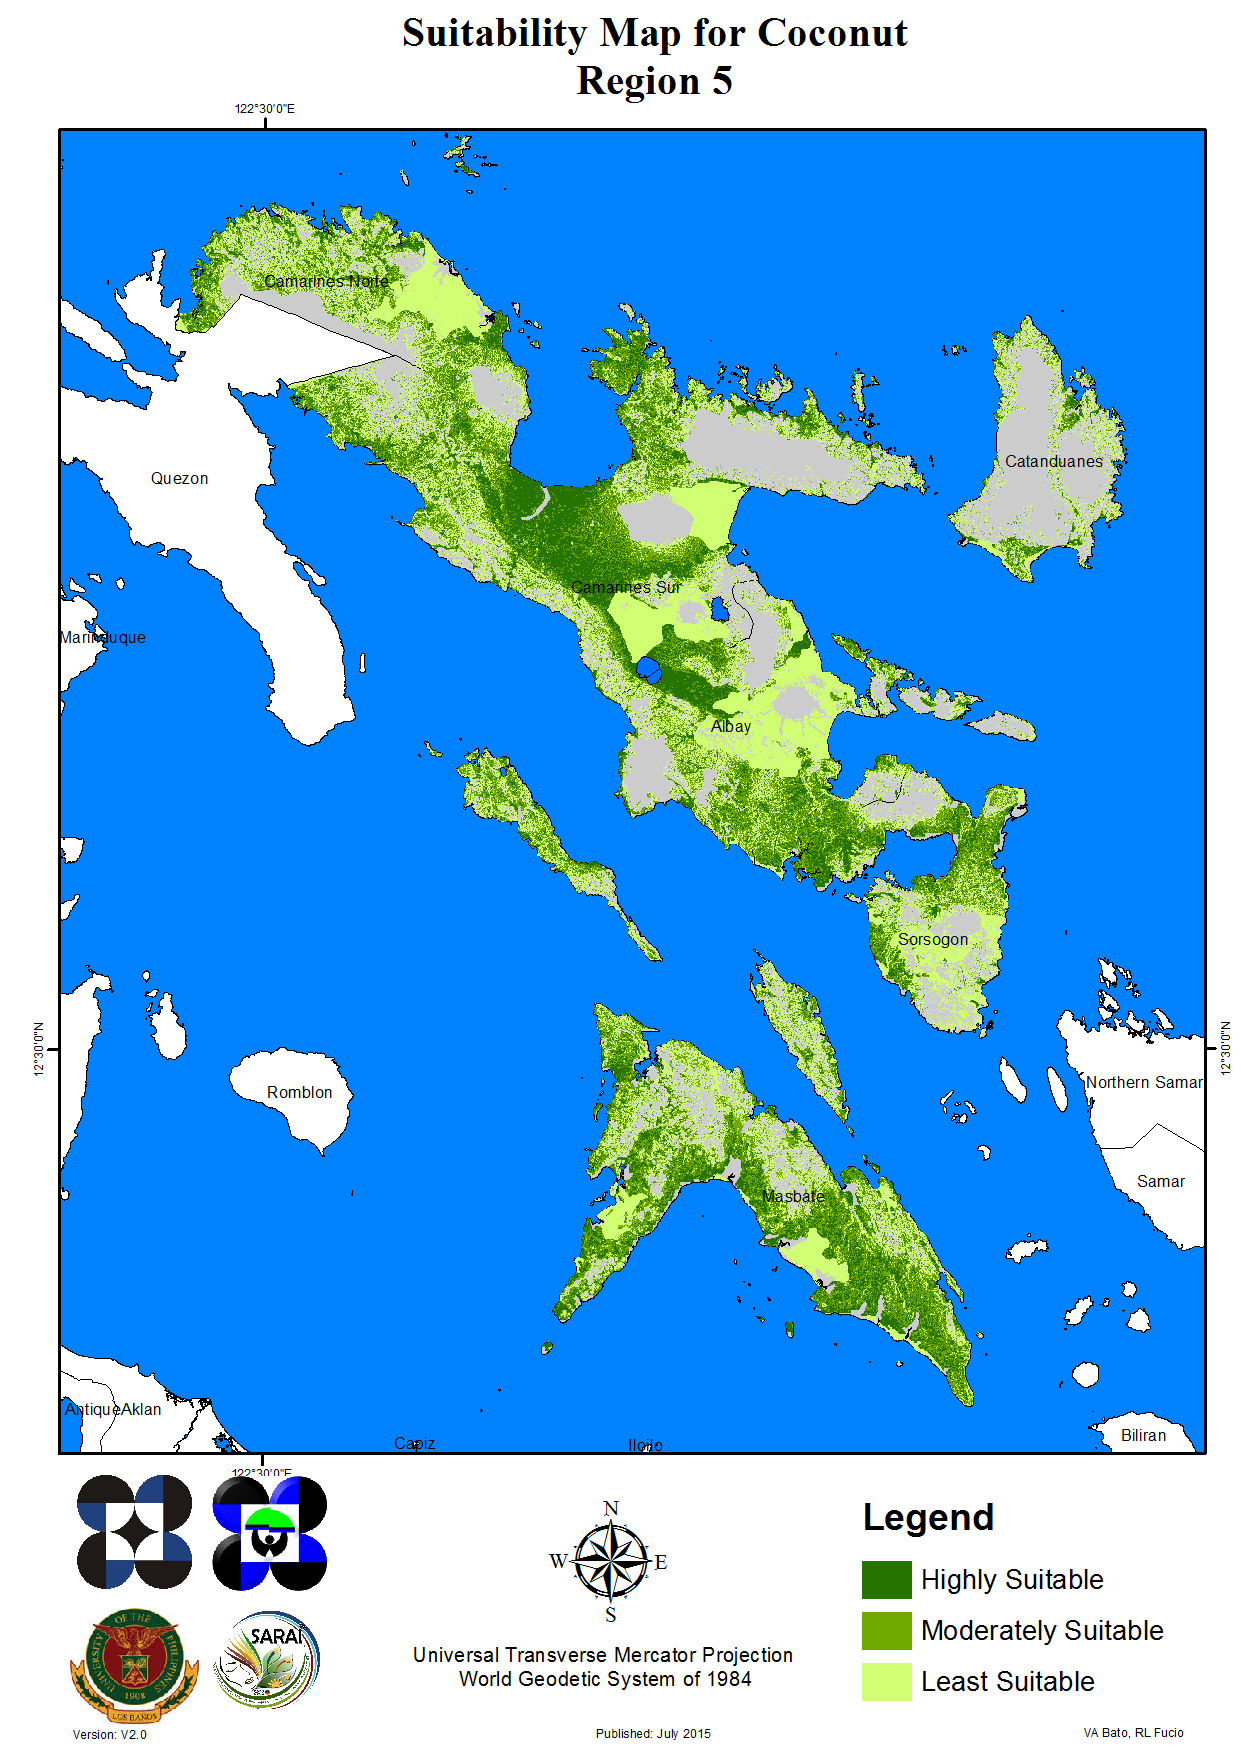 Suitability Map for Coconut
Region 5
122°30'0"E
Camarines Norte
Quezon
Catanduanes
Camarines Sur
Marinduque
Albay
Sorsogon
12°30'0"N
12°30'0"N
Northern Samar
Romblon
Samar
Masbate
Antique
Aklan
Capiz
Iloilo
Biliran
122°30'0"E
N
W
E
S
Legend
Highly Suitable
Moderately Suitable
Least Suitable
UNIVERSITY OF THE PHILIPPINES
1908
LOS BAÑOS
SARAI
Universal Transverse Mercator Projection
World Geodetic System of 1984
Version: V2.0
Published: July 2015
VA Bato, RL Fucio